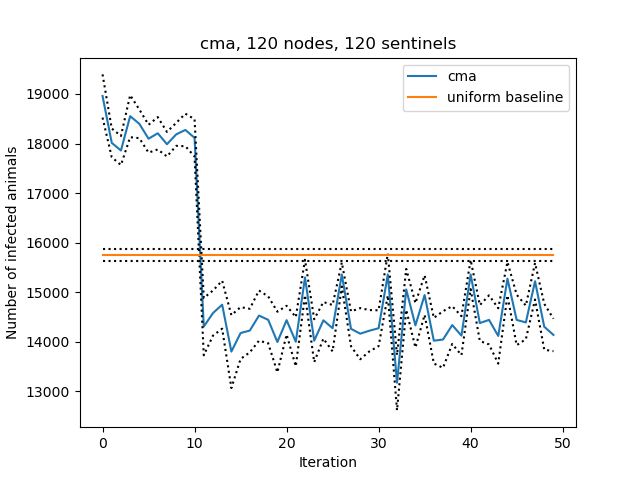 cma, 120 nodes, 120 sentinels
cma
uniform baseline
Number of infected animals
19000
18000
17000
16000
15000
14000
13000
0 10 20 30 40 50
Iteration